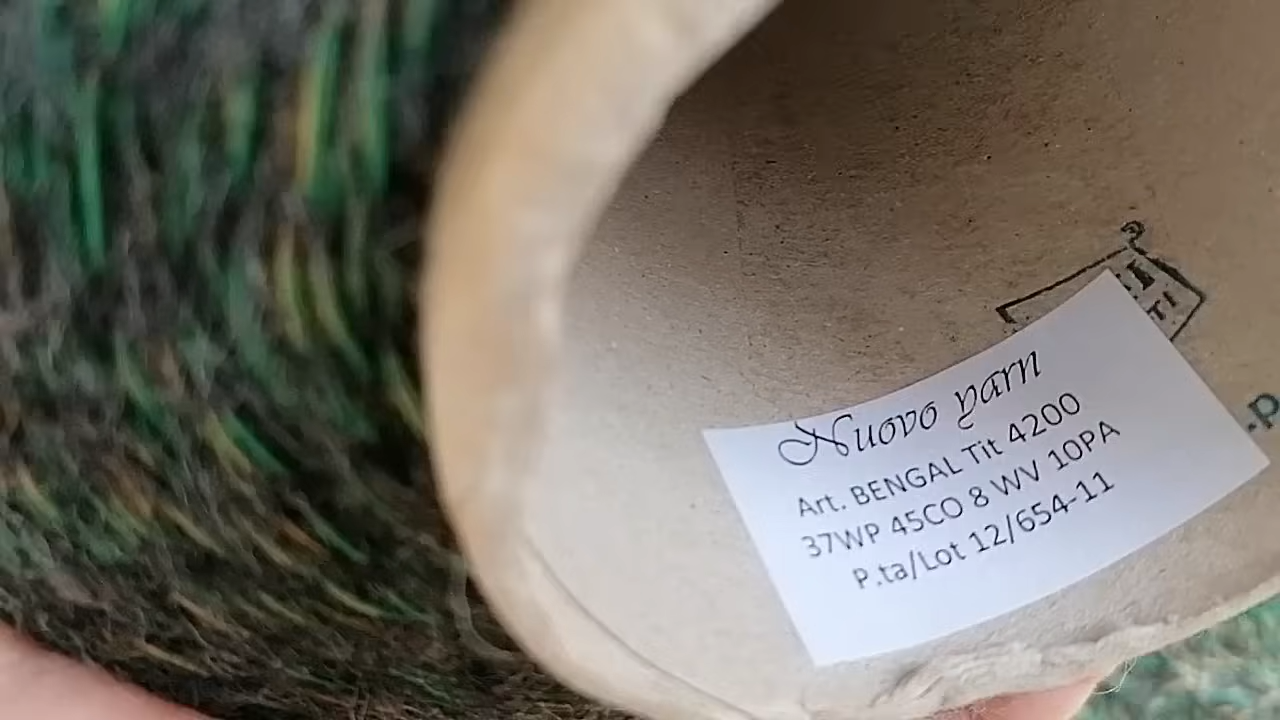 Nuovo yarn
Art. BENGAL Tit 4200
37WP 45CO 8 WV 10PA
P.ta/Lot 12/654-11